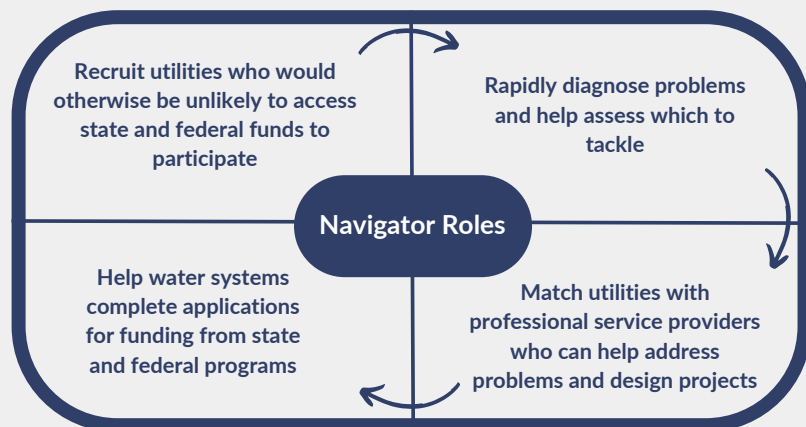 Recruit utilities who would
otherwise be unlikely to access
state and federal funds to
participate
Rapidly diagnose problems
and help assess which to
tackle
Navigator Roles
Help water systems
complete applications
for funding from state
and federal programs
Match utilities with
professional service providers
who can help address
problems and design projects